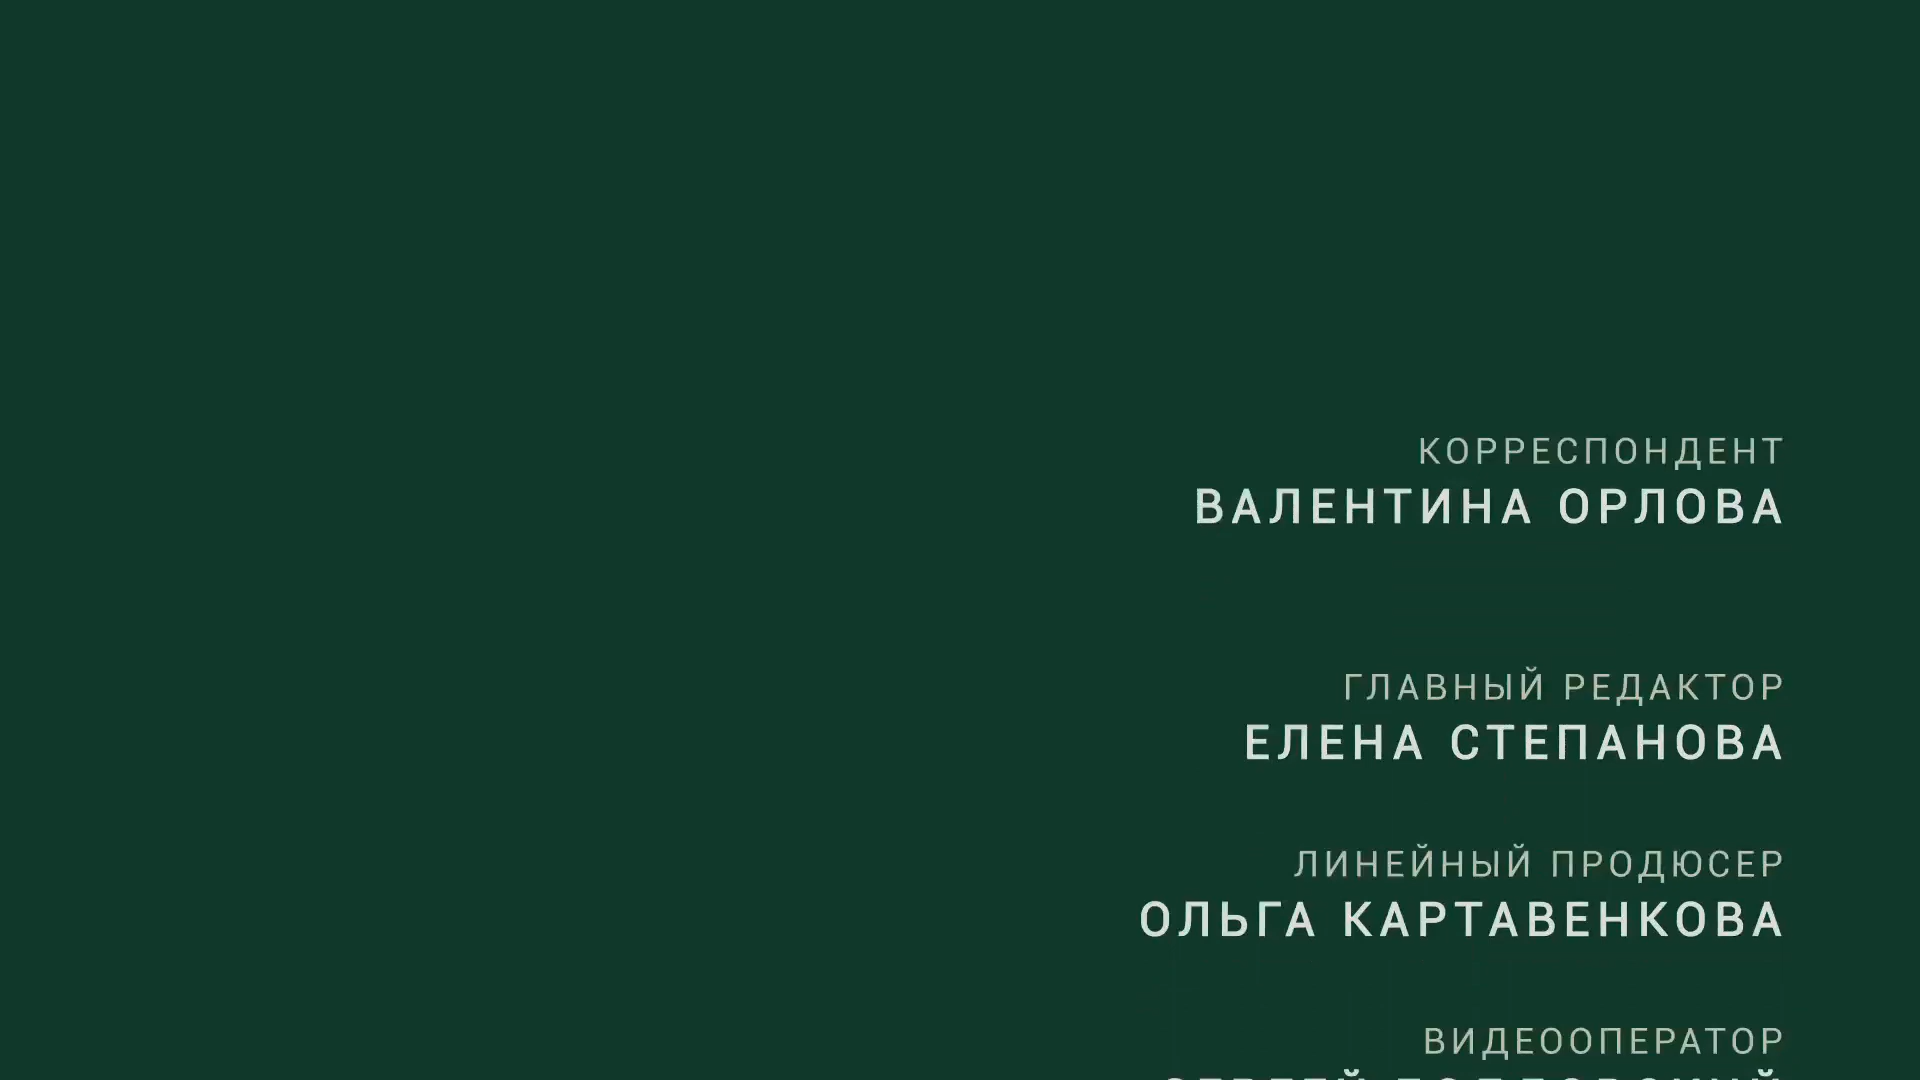 КОРРЕСПОНДЕНТ
ВАЛЕНТИНА ОРЛОВА
ГЛАВНЫЙ РЕДАКТОР
ЕЛЕНА СТЕПАНОВА
ЛИНЕЙНЫЙ ПРОДЮСЕР
ОЛЬГА КАРТАВЕНКОВА
ВИДЕООПЕРАТОР